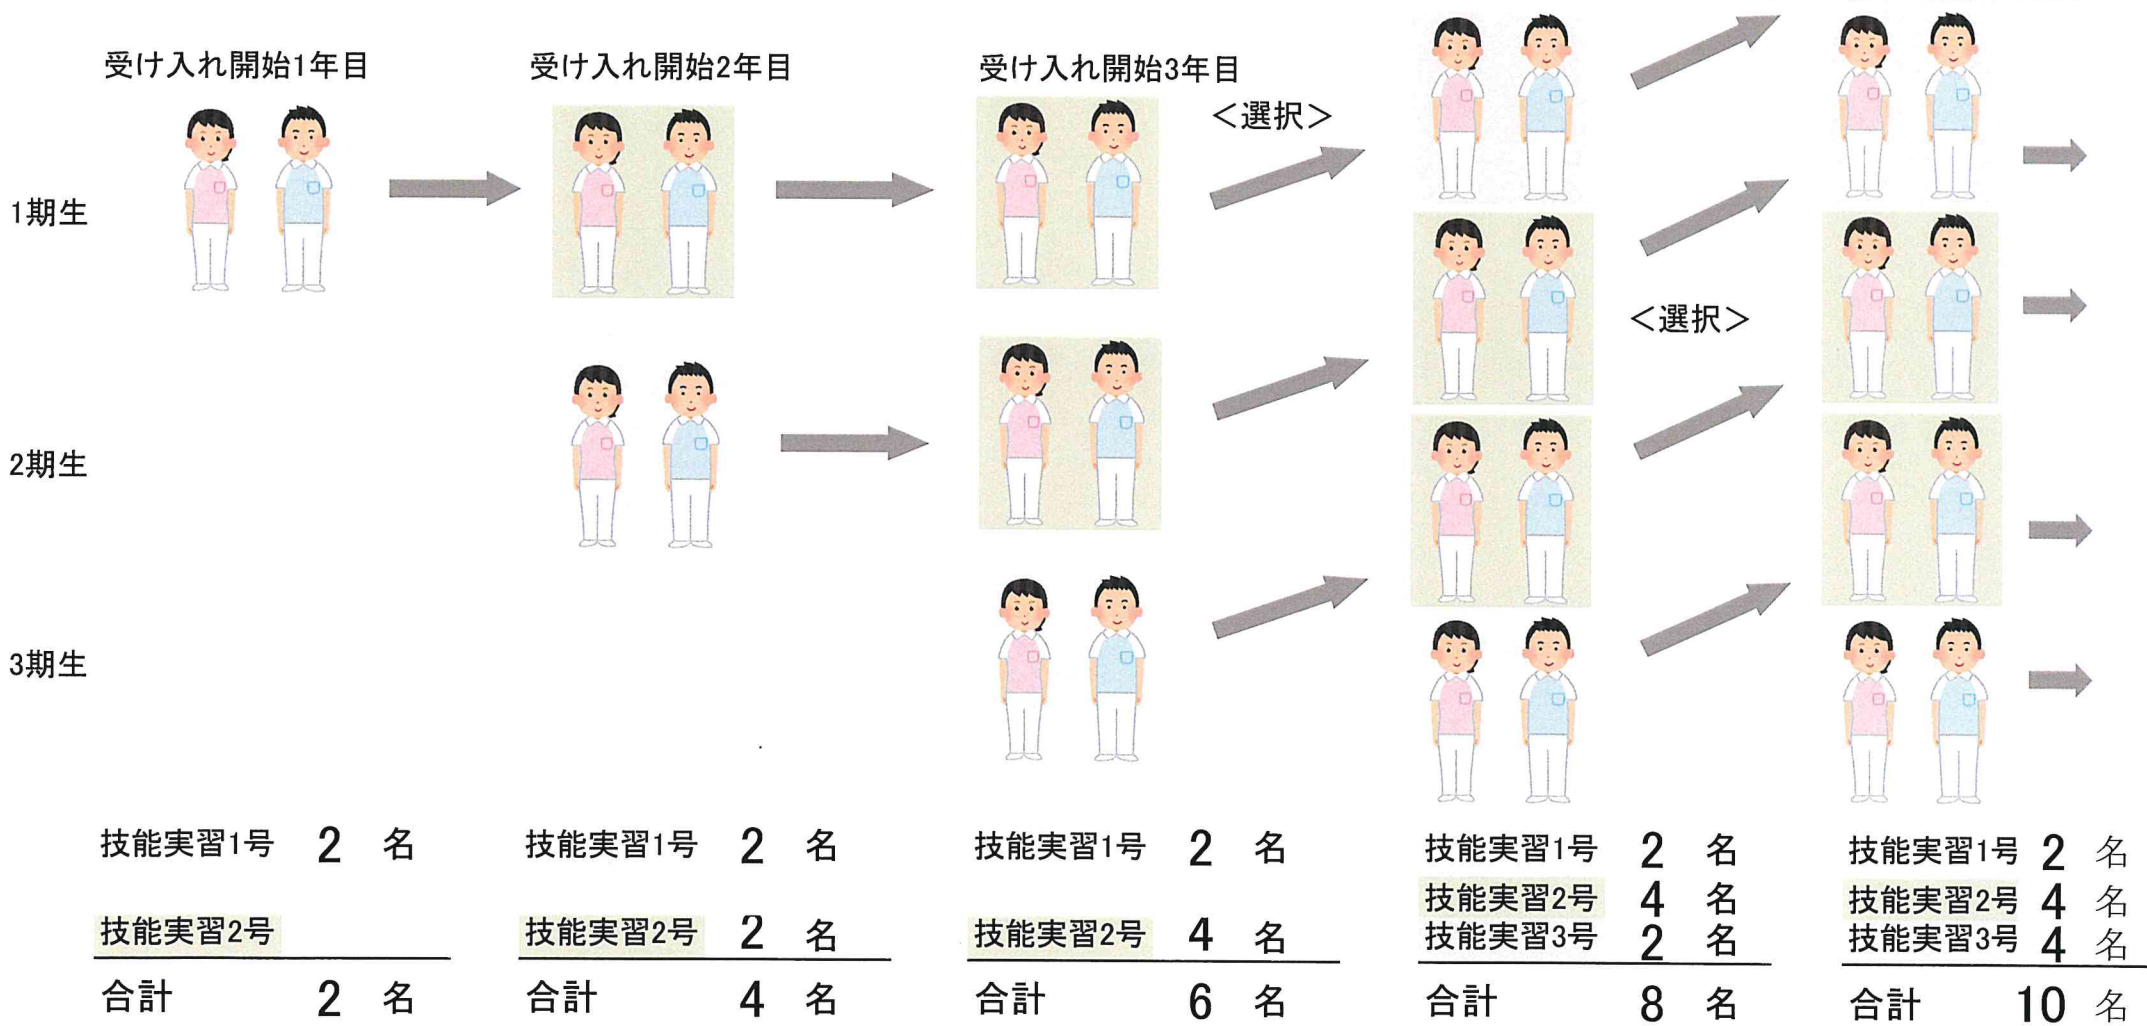 受け入れ開始1年目
受け入れ開始2年目
受け入れ開始3年目
<選択>
<選択>
1期生
2期生
3期生
技能実習1号 2 名
技能実習2号
合計 2 名
技能実習1号 2 名
技能実習2号 2 名
合計 4 名
技能実習1号 2 名
技能実習2号 4 名
合計 6 名
技能実習1号 2 名
技能実習2号 4 名
技能実習3号 2 名
合計 8 名
技能実習1号 2 名
技能実習2号 4 名
技能実習3号 4 名
合計 10 名